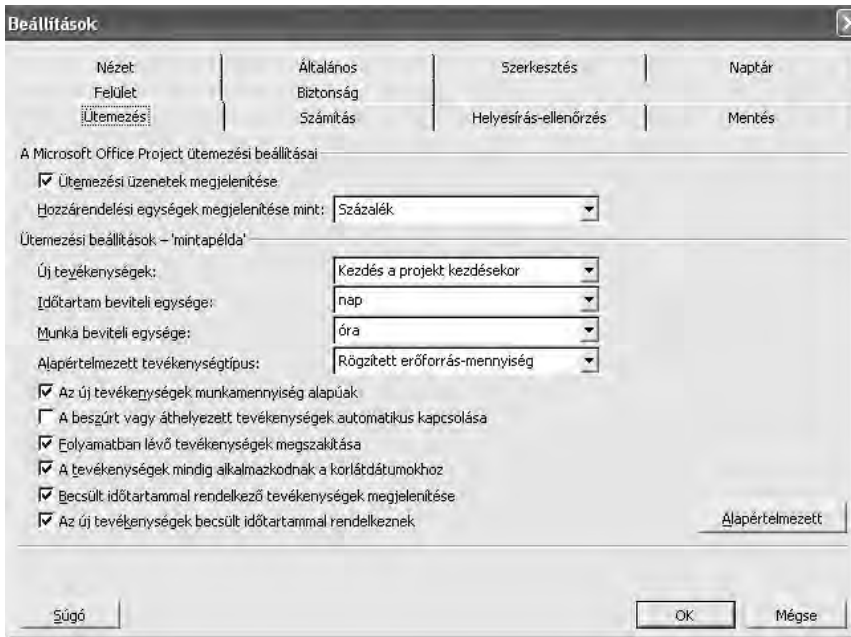 Beállítások
Nézet Általános Szerkesztés Naptár
Felület Biztonság
Ütemezés Számítás Helyesírás-ellenőrzés Mentés
A Microsoft Office Project ütemezési beállításai
Ütemezési üzenetek megjelenítése
Hozzárendelési egységek megjelenítése mint: Százalék
Ütemezési beállítások – 'mintapélda'
Új tevékenységek: Kezdés a projekt kezdésekor
Időtartam beviteli egysége: nap
Munka beviteli egysége: óra
Alapértelmezett tevékenységtípus: Rögzített erőforrás-mennyiség
Az új tevékenységek munkamennyiség alapúak
A beszúrt vagy áthelyezett tevékenységek automatikus kapcsolása
Folyamatban lévő tevékenységek megszakítása
A tevékenységek mindig alkalmazkodnak a korlátdátumokhoz
Becsült időtartammal rendelkező tevékenységek megjelenítése
Az új tevékenységek becsült időtartammal rendelkeznek
Alapértelmezett
Súgó OK Mégse